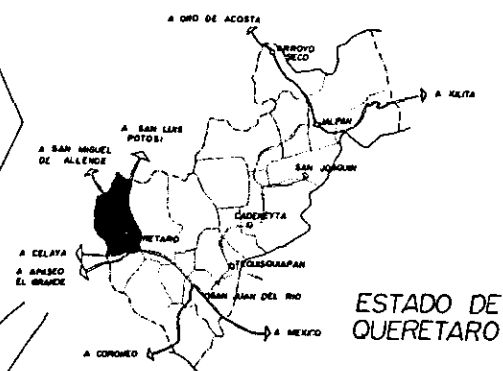 A ORO DE ACOSTA
ARROYO
SECO
A XILITA
JALPAN
A SAN LUIS
POTOSI
A SAN MIGUEL
DE ALLENDE
SAN JOAQUIN
CADEREYTA
RETARO
A CELAYA
A APASEO
EL GRANDE
TEQUISQUIAPAN
SAN JUAN DEL RIO
A MEXICO
A CORONEO
ESTADO DE
QUERETARO